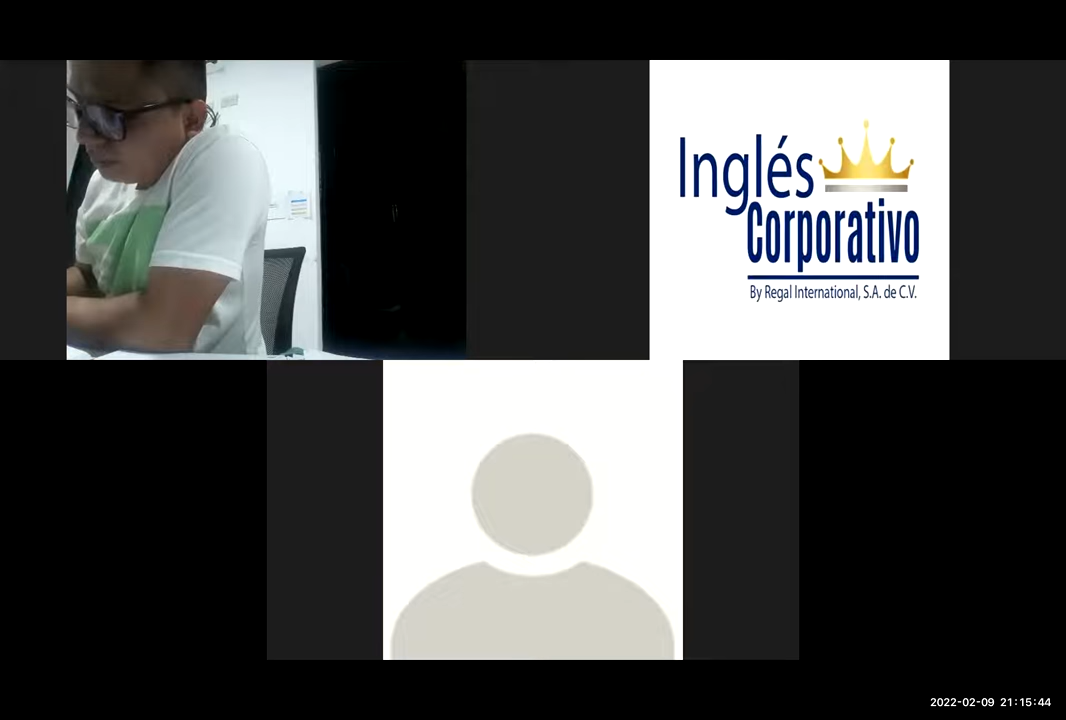 Inglés
Corporativo
By Regal International, S.A. de C.V.
2022-02-09 21:15:44